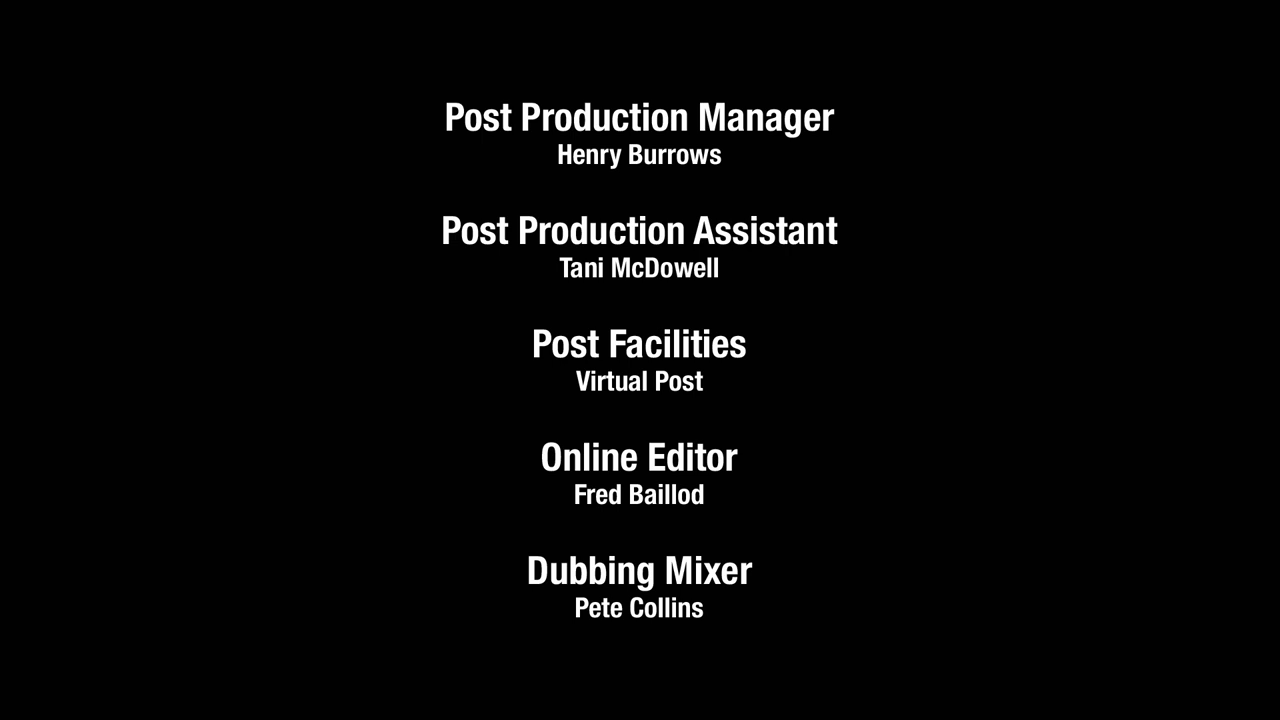 Post Production Manager
Henry Burrows
Post Production Assistant
Tani McDowell
Post Facilities
Virtual Post
Online Editor
Fred Baillod
Dubbing Mixer
Pete Collins